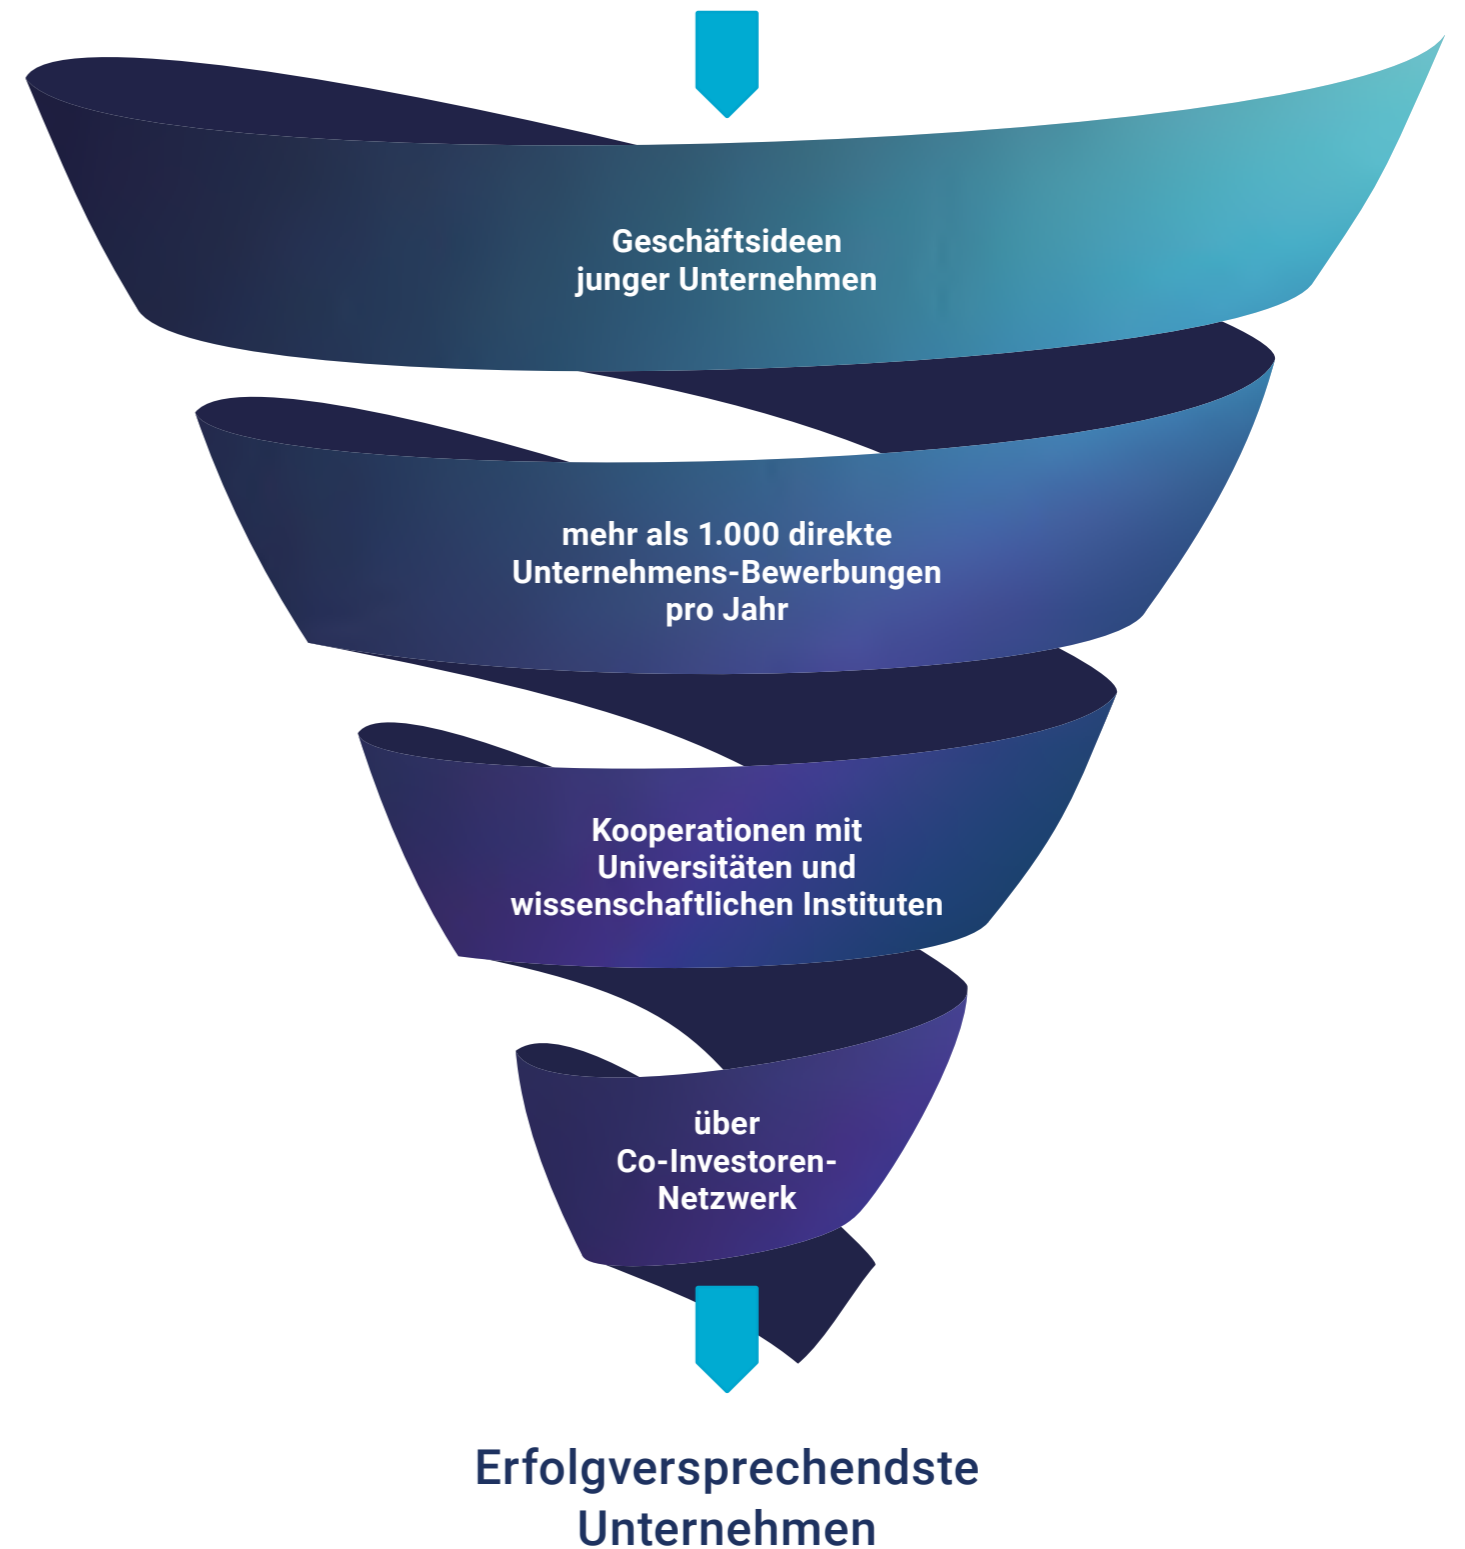 Geschäftsideen
junger Unternehmen
mehr als 1.000 direkte
Unternehmens-Bewerbungen
pro Jahr
Kooperationen mit
Universitäten und
wissenschaftlichen Instituten
über
Co-Investoren-
Netzwerk
Erfolgversprechendste
Unternehmen